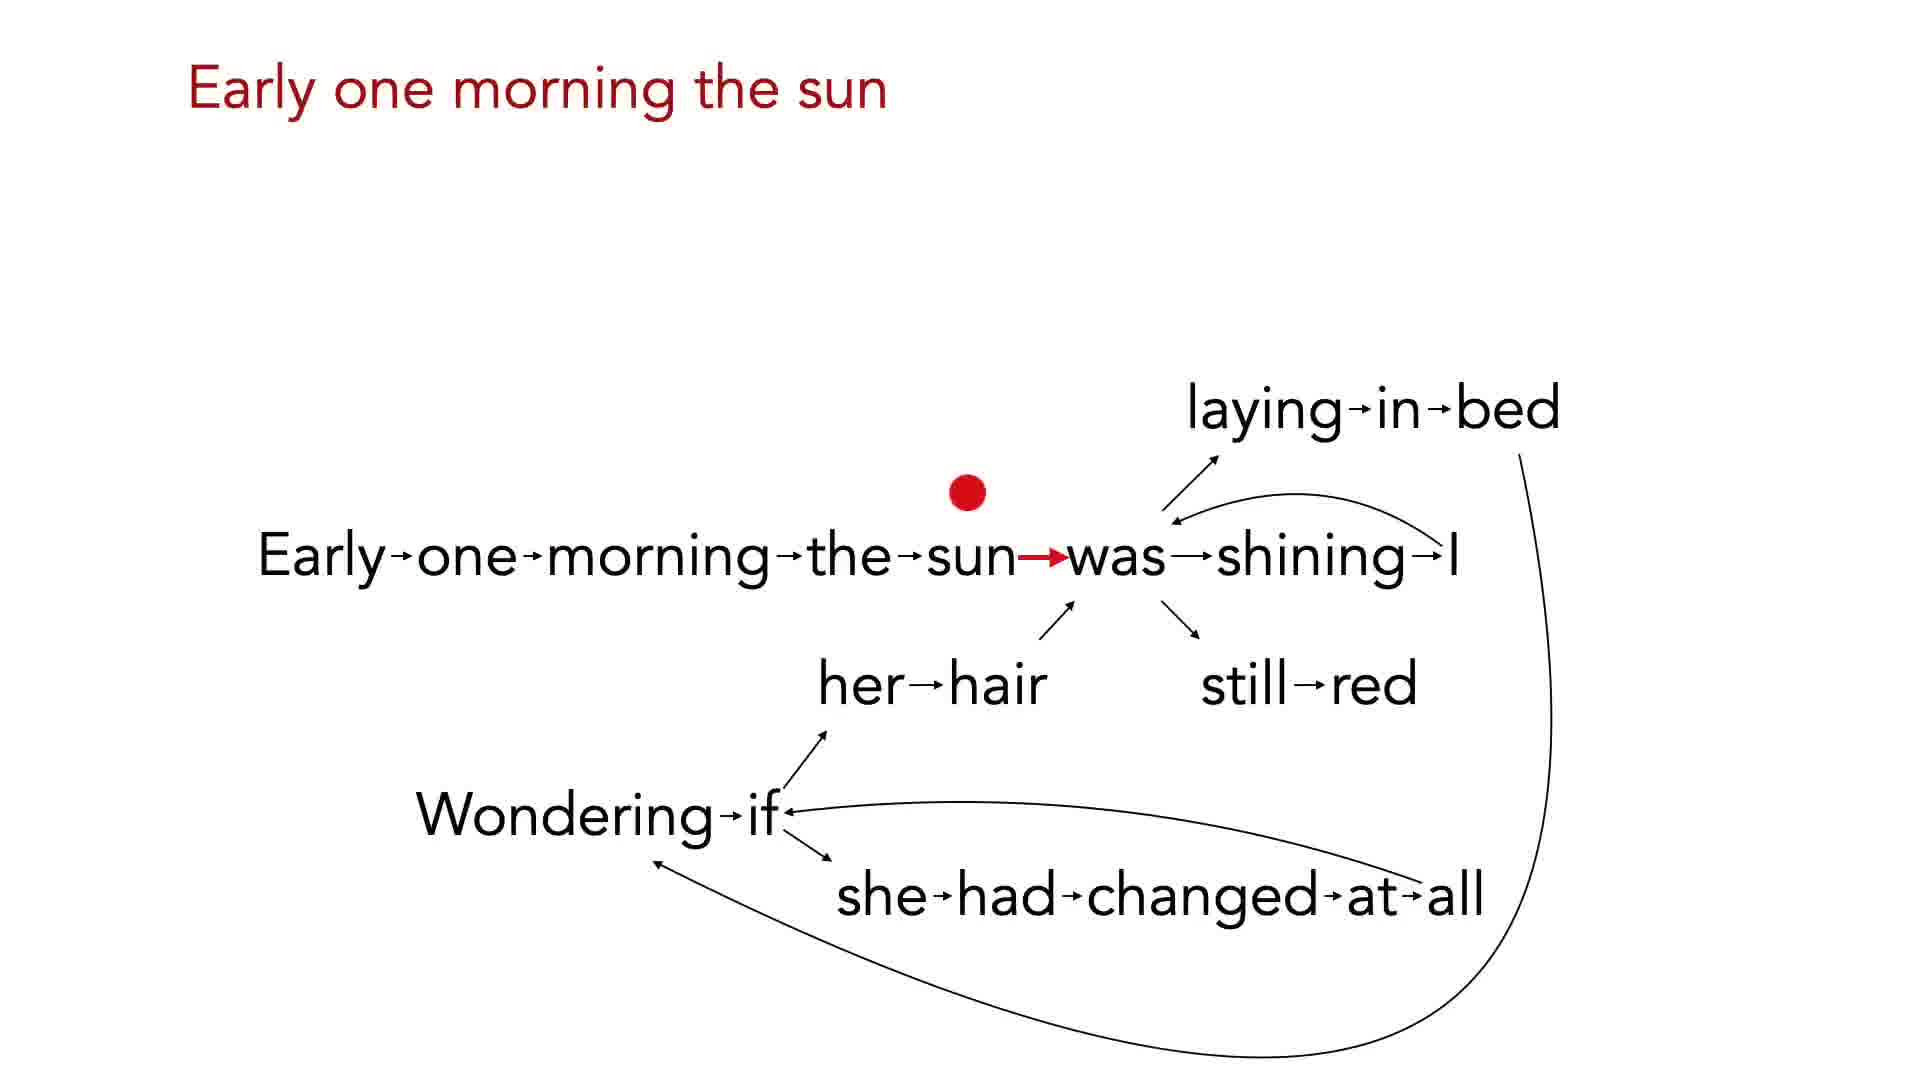 Early one morning the sun
laying in bed
Early one morning the sun was shining I
her hair still red
Wondering if
she had changed at all